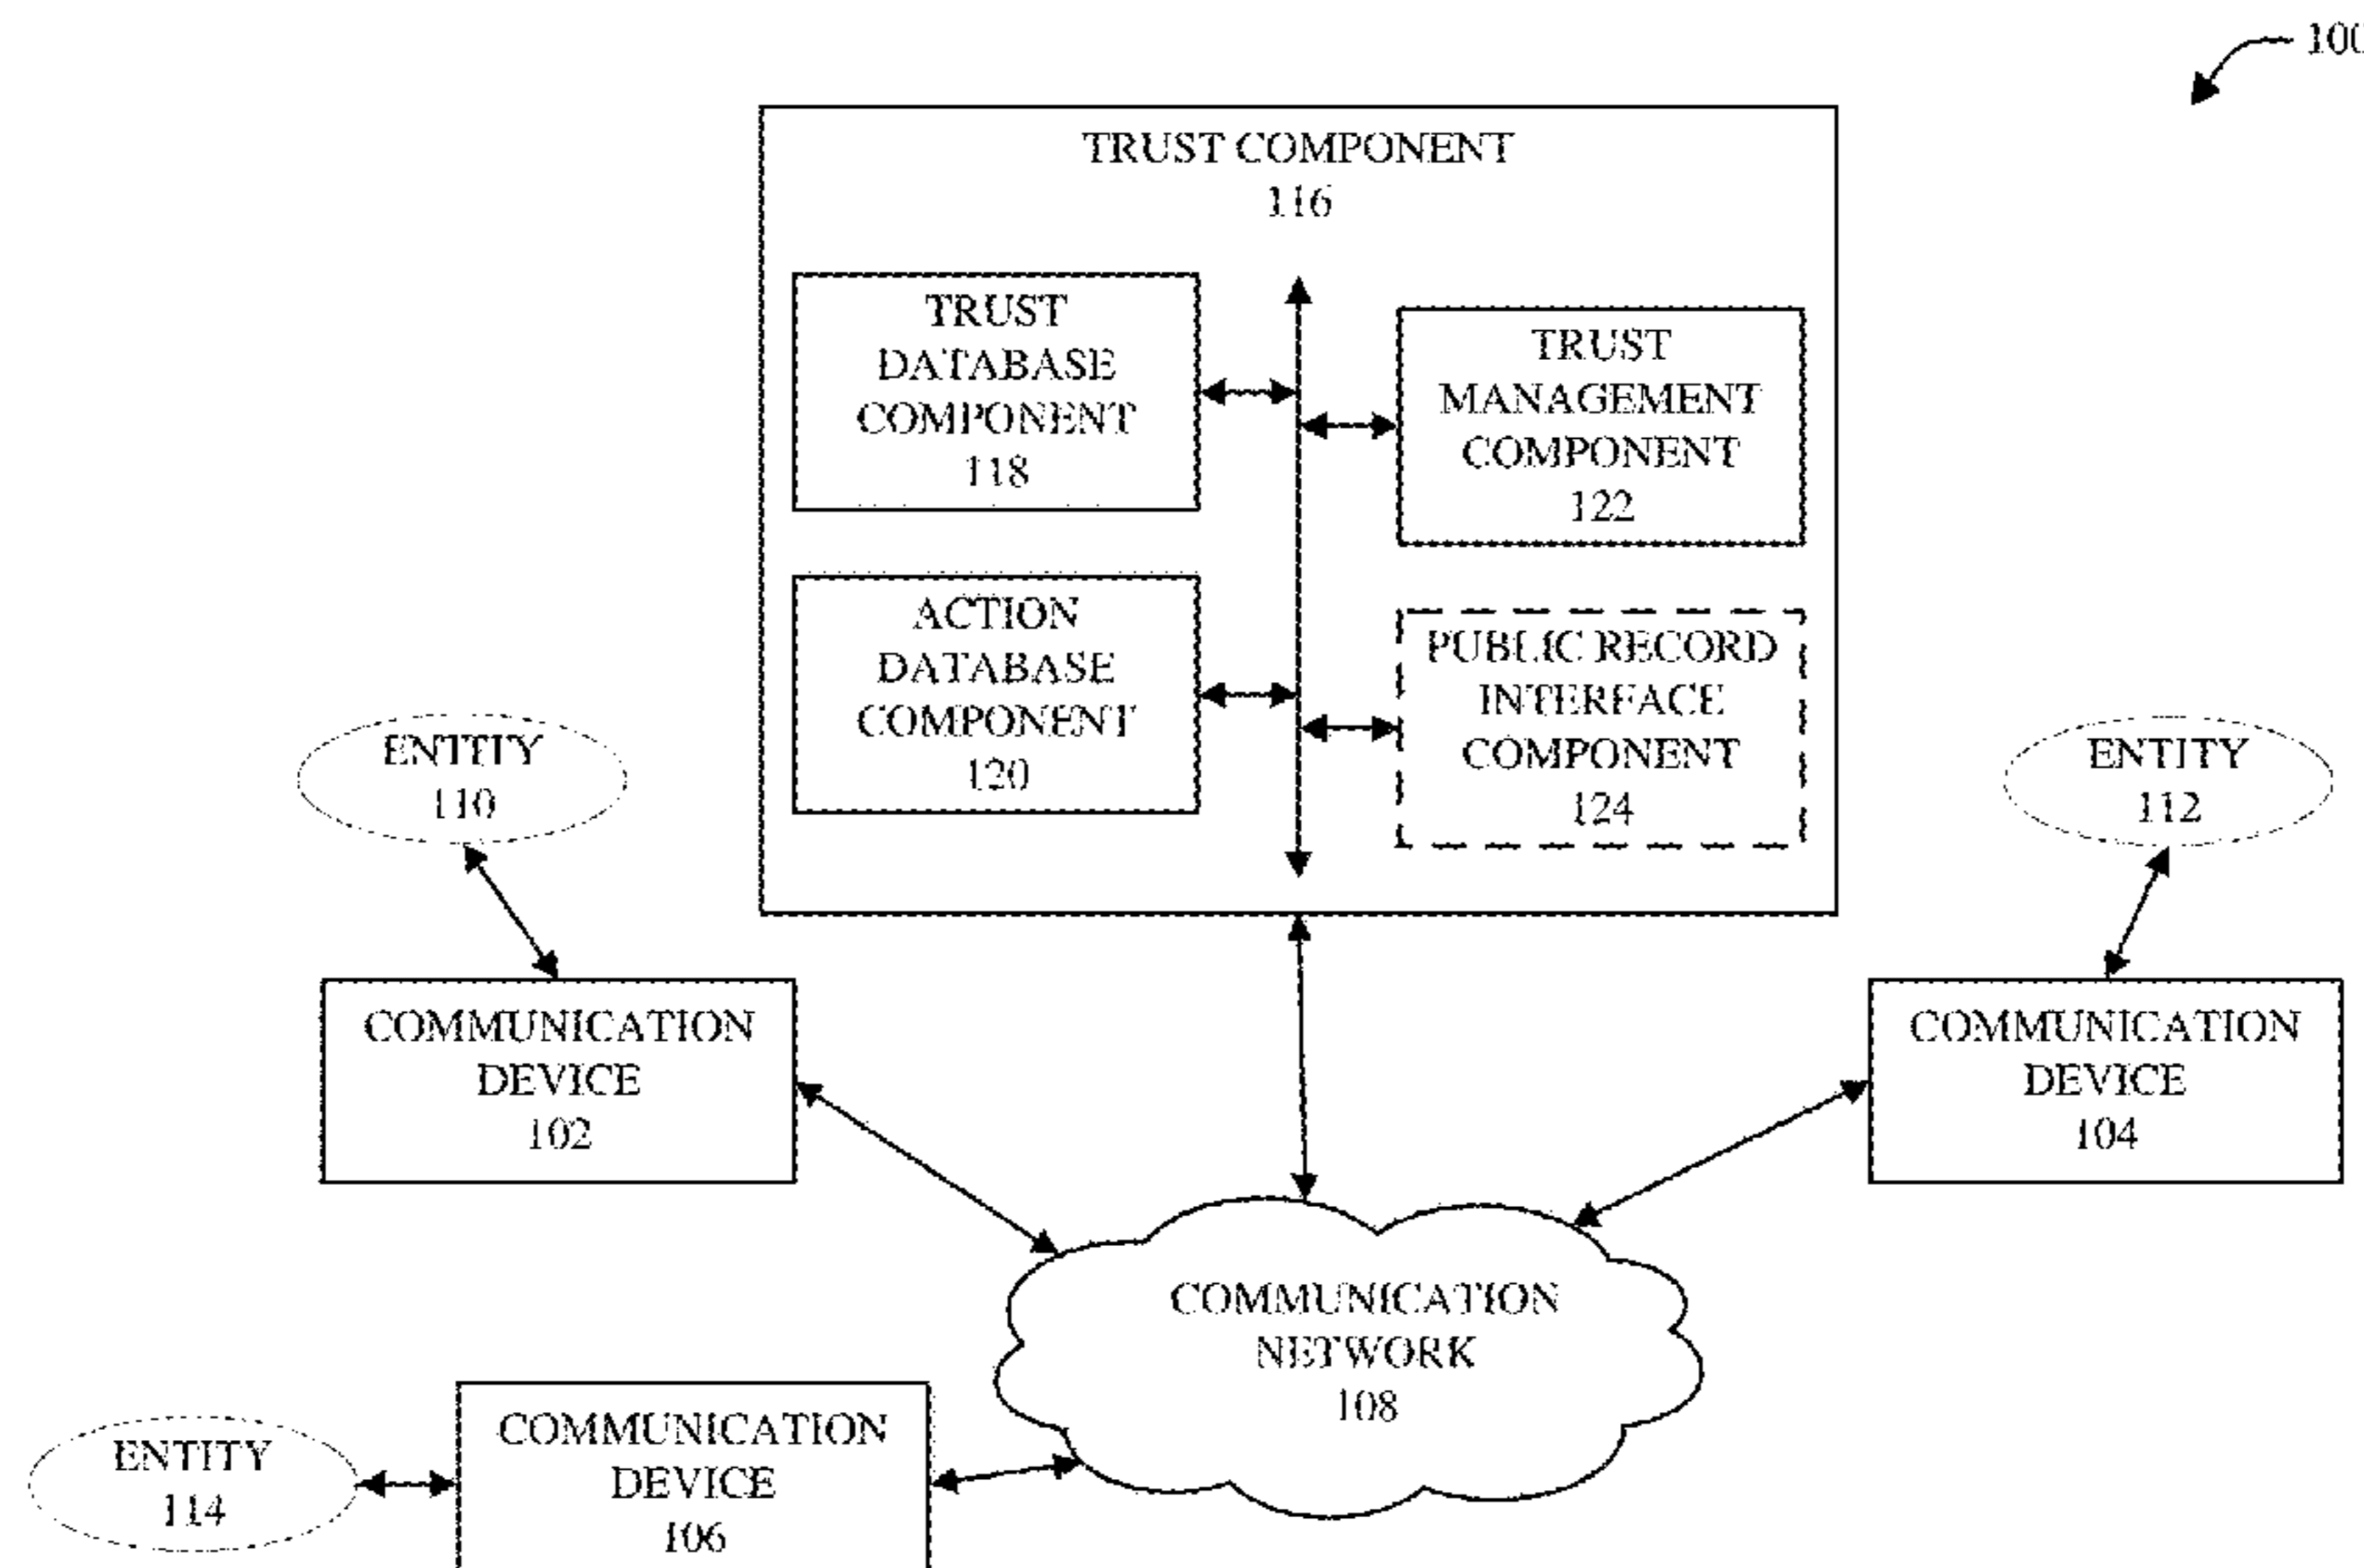 100
TRUST COMPONENT
116
TRUST
DATABASE
COMPONENT
118
TRUST
MANAGEMENT
COMPONENT
122
ACTION
DATABASE
COMPONENT
120
PUBLIC RECORD
INTERFACE
COMPONENT
124
ENTITY
110
ENTITY
112
COMMUNICATION
DEVICE
102
COMMUNICATION
DEVICE
104
COMMUNICATION
NETWORK
108
ENTITY
114
COMMUNICATION
DEVICE
106